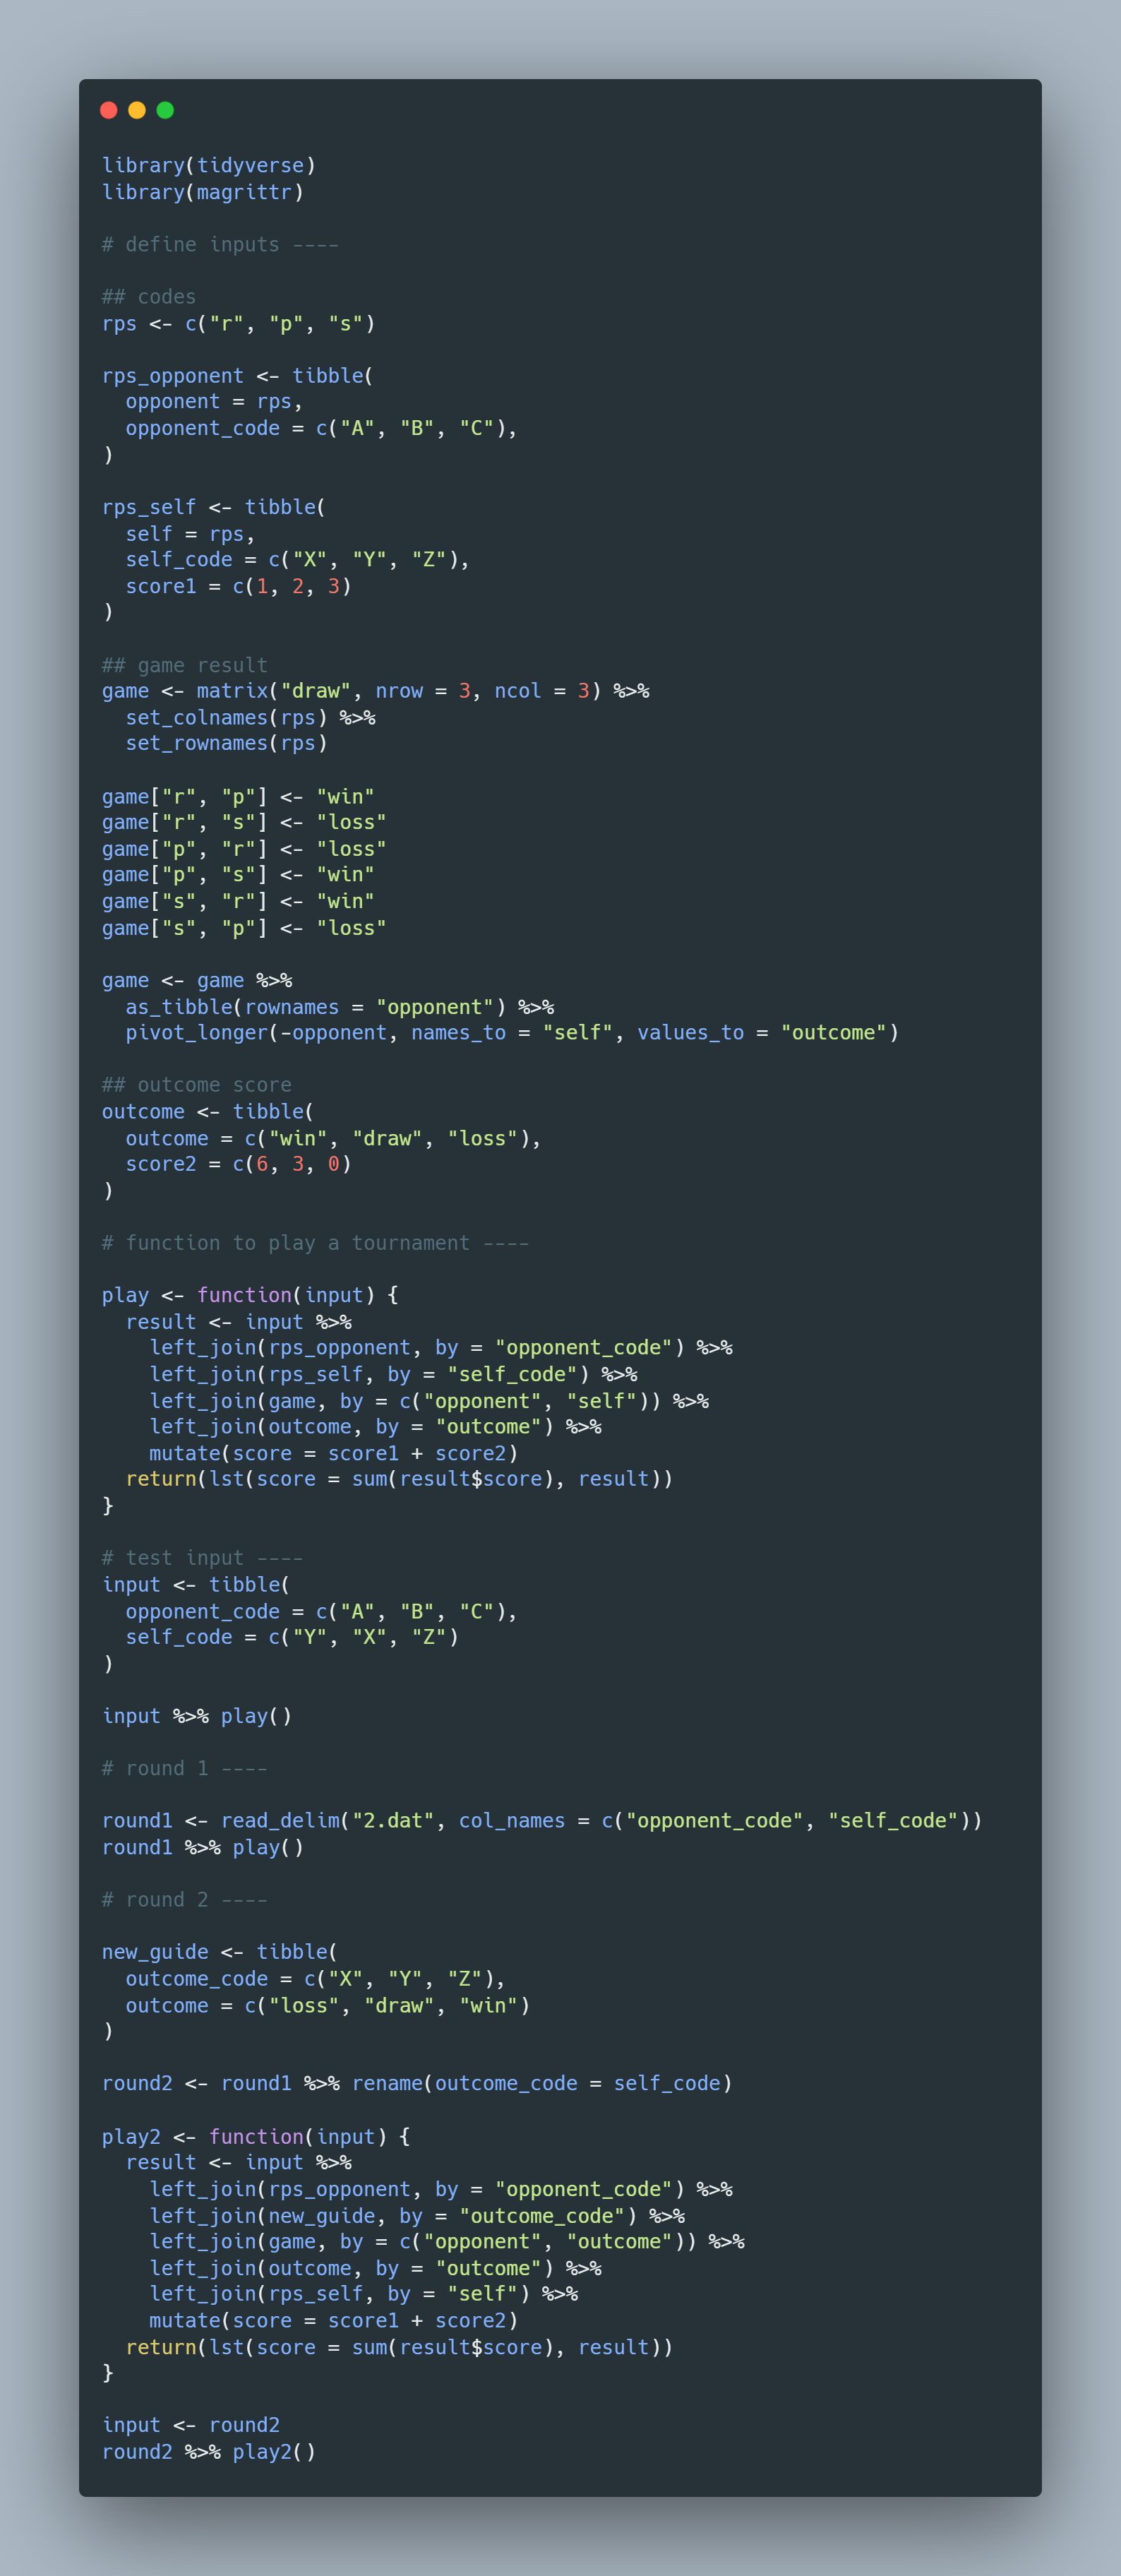 library(tidyverse)
library(magrittr)

# define inputs ----

## codes
rps <- c("r", "p", "s")

rps_opponent <- tibble(
  opponent = rps,
  opponent_code = c("A", "B", "C"),
)

rps_self <- tibble(
  self = rps,
  self_code = c("X", "Y", "Z"),
  score1 = c(1, 2, 3)
)

## game result
game <- matrix("draw", nrow = 3, ncol = 3) %>%
  set_colnames(rps) %>%
  set_rownames(rps)

game["r", "p"] <- "win"
game["r", "s"] <- "loss"
game["p", "r"] <- "loss"
game["p", "s"] <- "win"
game["s", "r"] <- "win"
game["s", "p"] <- "loss"

game <- game %>%
  as_tibble(rownames = "opponent") %>%
  pivot_longer(-opponent, names_to = "self", values_to = "outcome")

## outcome score
outcome <- tibble(
  outcome = c("win", "draw", "loss"),
  score2 = c(6, 3, 0)
)

# function to play a tournament ----

play <- function(input) {
  result <- input %>%
    left_join(rps_opponent, by = "opponent_code") %>%
    left_join(rps_self, by = "self_code") %>%
    left_join(game, by = c("opponent", "self")) %>%
    left_join(outcome, by = "outcome") %>%
    mutate(score = score1 + score2)
  return(lst(score = sum(result$score), result))
}

# test input ----
input <- tibble(
  opponent_code = c("A", "B", "C"),
  self_code = c("Y", "X", "Z")
)

input %>% play()

# round 1 ----

round1 <- read_delim("2.dat", col_names = c("opponent_code", "self_code"))
round1 %>% play()

# round 2 ----

new_guide <- tibble(
  outcome_code = c("X", "Y", "Z"),
  outcome = c("loss", "draw", "win")
)

round2 <- round1 %>% rename(outcome_code = self_code)

play2 <- function(input) {
  result <- input %>%
    left_join(rps_opponent, by = "opponent_code") %>%
    left_join(new_guide, by = "outcome_code") %>%
    left_join(game, by = c("opponent", "outcome")) %>%
    left_join(outcome, by = "outcome") %>%
    left_join(rps_self, by = "self") %>%
    mutate(score = score1 + score2)
  return(lst(score = sum(result$score), result))
}

input <- round2
round2 %>% play2()